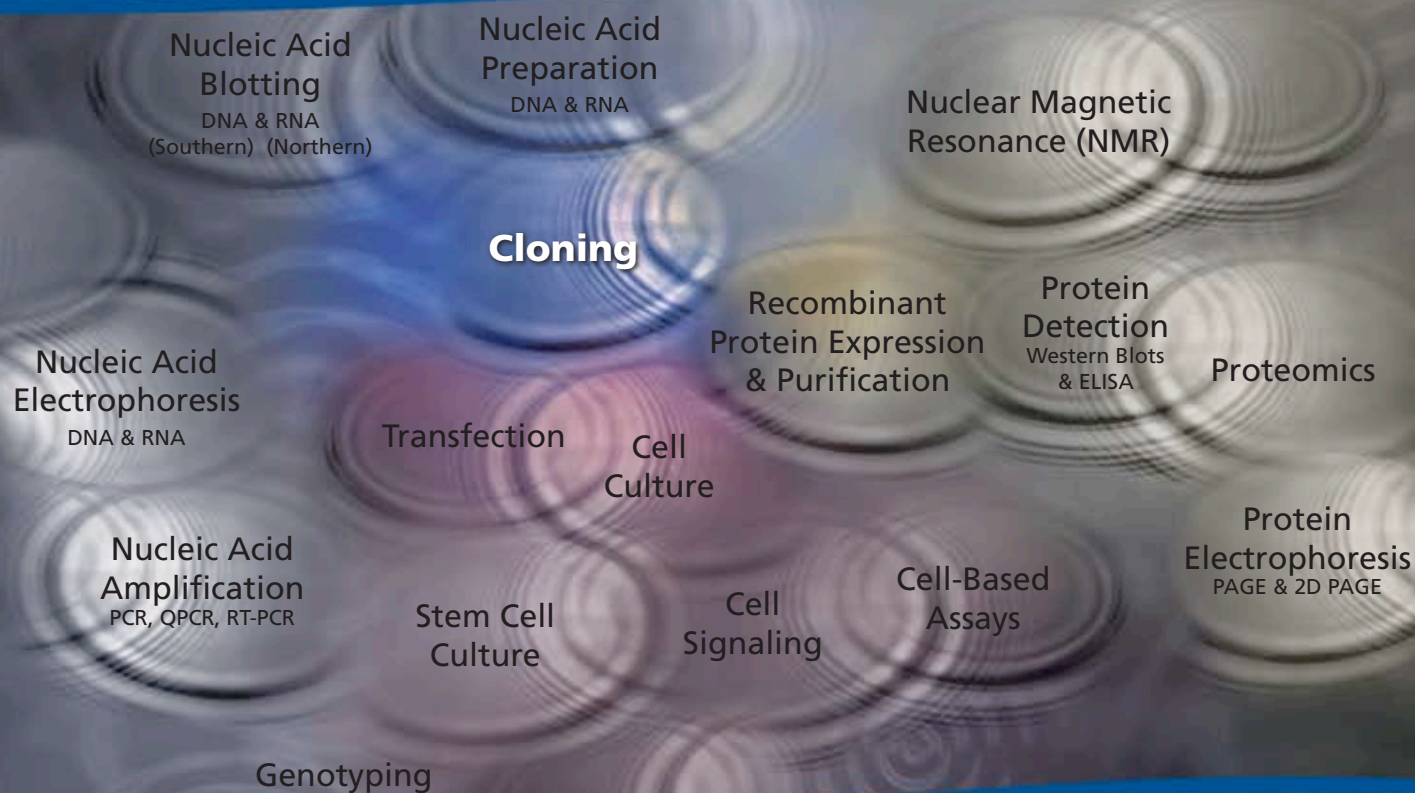 Nucleic Acid
Blotting
DNA & RNA
(Southern) (Northern)
Nucleic Acid
Preparation
DNA & RNA
Nuclear Magnetic
Resonance (NMR)
Cloning
Recombinant
Protein Expression
& Purification
Protein
Detection
Western Blots
& ELISA
Proteomics
Nucleic Acid
Electrophoresis
DNA & RNA
Transfection
Cell
Culture
Nucleic Acid
Amplification
PCR, QPCR, RT-PCR
Stem Cell
Culture
Cell
Signaling
Cell-Based
Assays
Protein
Electrophoresis
PAGE & 2D PAGE
Genotyping